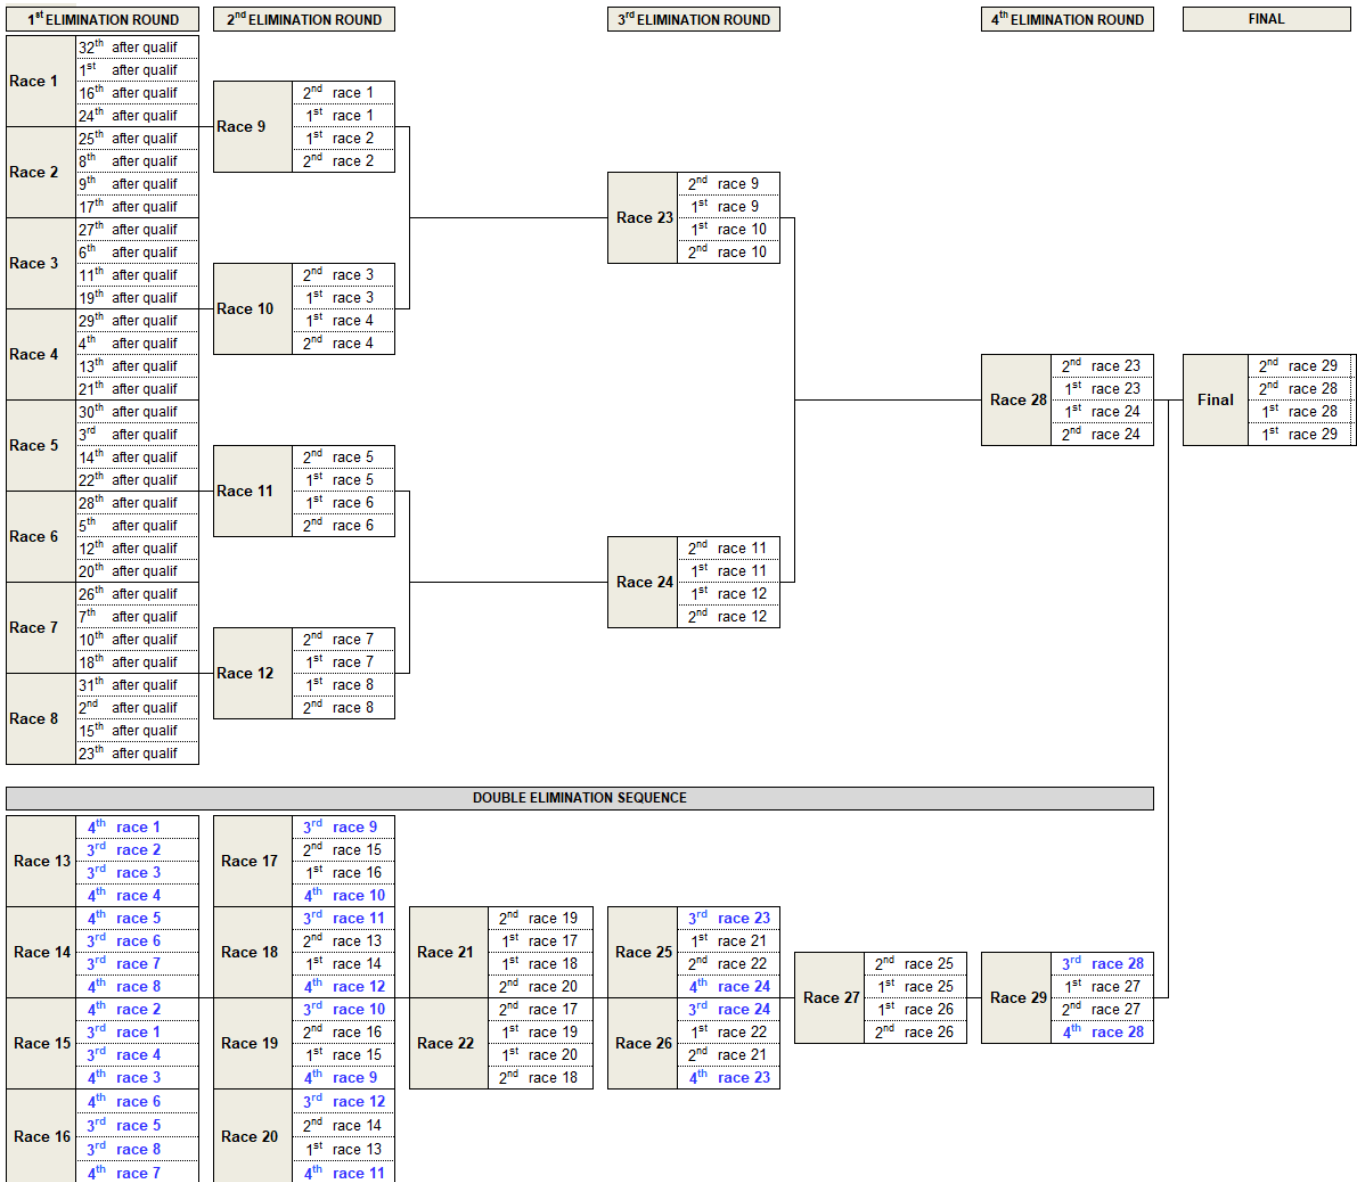 1st ELIMINATION ROUND
2nd ELIMINATION ROUND
3rd ELIMINATION ROUND
4th ELIMINATION ROUND
FINAL
Race 1
32th after qualif
1st after qualif
16th after qualif
24th after qualif
Race 2
25th after qualif
8th after qualif
9th after qualif
17th after qualif
Race 3
27th after qualif
6th after qualif
11th after qualif
19th after qualif
Race 4
29th after qualif
4th after qualif
13th after qualif
21th after qualif
Race 5
30th after qualif
3rd after qualif
14th after qualif
22th after qualif
Race 6
28th after qualif
5th after qualif
12th after qualif
20th after qualif
Race 7
26th after qualif
7th after qualif
10th after qualif
18th after qualif
Race 8
31th after qualif
2nd after qualif
15th after qualif
23th after qualif
Race 9
2nd race 1
1st race 1
1st race 2
2nd race 2
Race 10
2nd race 3
1st race 3
1st race 4
2nd race 4
Race 11
2nd race 5
1st race 5
1st race 6
2nd race 6
Race 12
2nd race 7
1st race 7
1st race 8
2nd race 8
Race 23
2nd race 9
1st race 9
1st race 10
2nd race 10
Race 24
2nd race 11
1st race 11
1st race 12
2nd race 12
Race 28
2nd race 23
1st race 23
1st race 24
2nd race 24
Final
2nd race 29
2nd race 28
1st race 28
1st race 29
DOUBLE ELIMINATION SEQUENCE
Race 13
4th race 1
3rd race 2
3rd race 3
4th race 4
Race 14
4th race 5
3rd race 6
3rd race 7
4th race 8
Race 15
4th race 2
3rd race 1
3rd race 4
4th race 3
Race 16
4th race 6
3rd race 5
3rd race 8
4th race 7
Race 17
3rd race 9
2nd race 15
1st race 16
4th race 10
Race 18
3rd race 11
2nd race 13
1st race 14
4th race 12
Race 19
3rd race 10
2nd race 16
1st race 15
4th race 9
Race 20
3rd race 12
2nd race 14
1st race 13
4th race 11
Race 21
2nd race 19
1st race 17
1st race 18
2nd race 20
Race 22
2nd race 17
1st race 19
1st race 20
2nd race 18
Race 25
3rd race 23
1st race 21
2nd race 22
4th race 24
Race 26
3rd race 24
1st race 22
2nd race 21
4th race 23
Race 27
2nd race 25
1st race 25
1st race 26
2nd race 26
Race 29
3rd race 28
1st race 27
2nd race 27
4th race 28